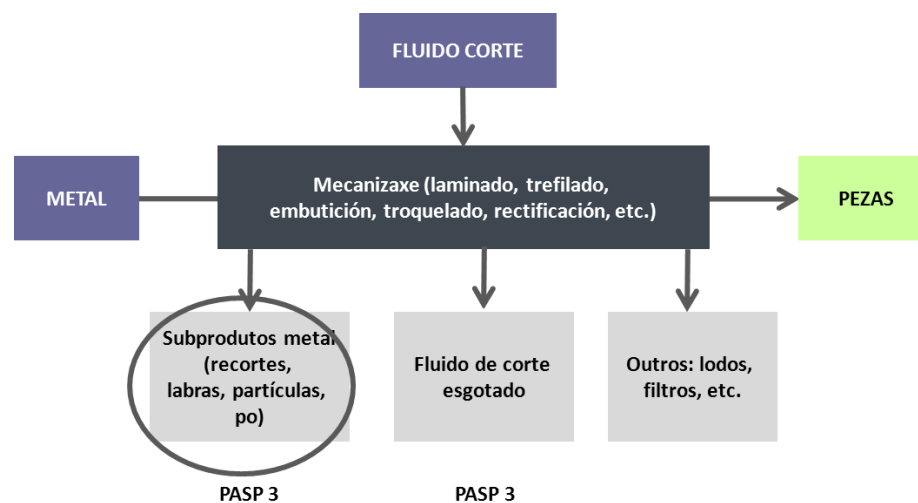 FLUIDO CORTE
METAL
Mecanizaxe (laminado, trefilado,
embutición, troquelado, rectificación, etc.)
PEZAS
Subprodutos metal
(recortes,
labras, partículas,
po)
Fluido de corte
esgotado
Outros: lodos,
filtros, etc.
PASP 3
PASP 3